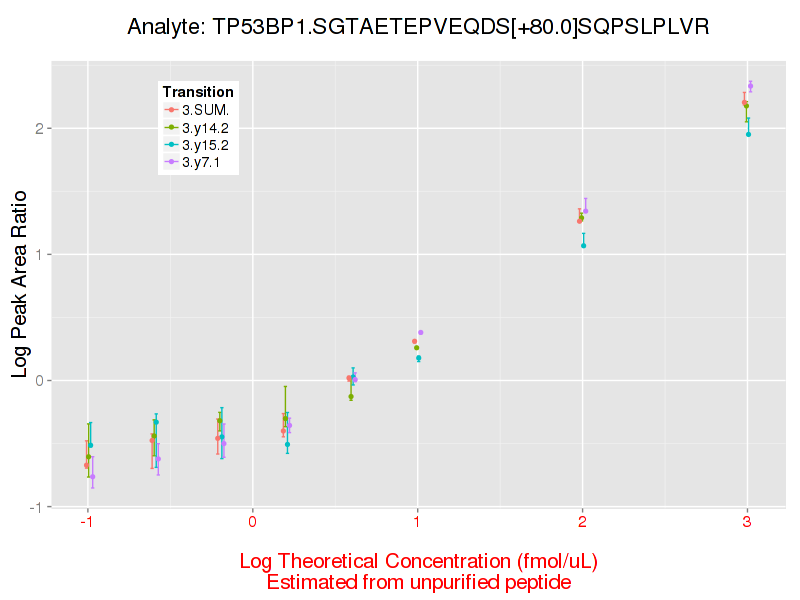 Analyte: TP53BP1.SGTAETEPVEQDS[+80.0]SQPSLPLVR
Transition
3.SUM.
3.y14.2
3.y15.2
3.y7.1
Log Peak Area Ratio
2
1
0
-1
-1 0 1 2 3
Log Theoretical Concentration (fmol/uL)
Estimated from unpurified peptide